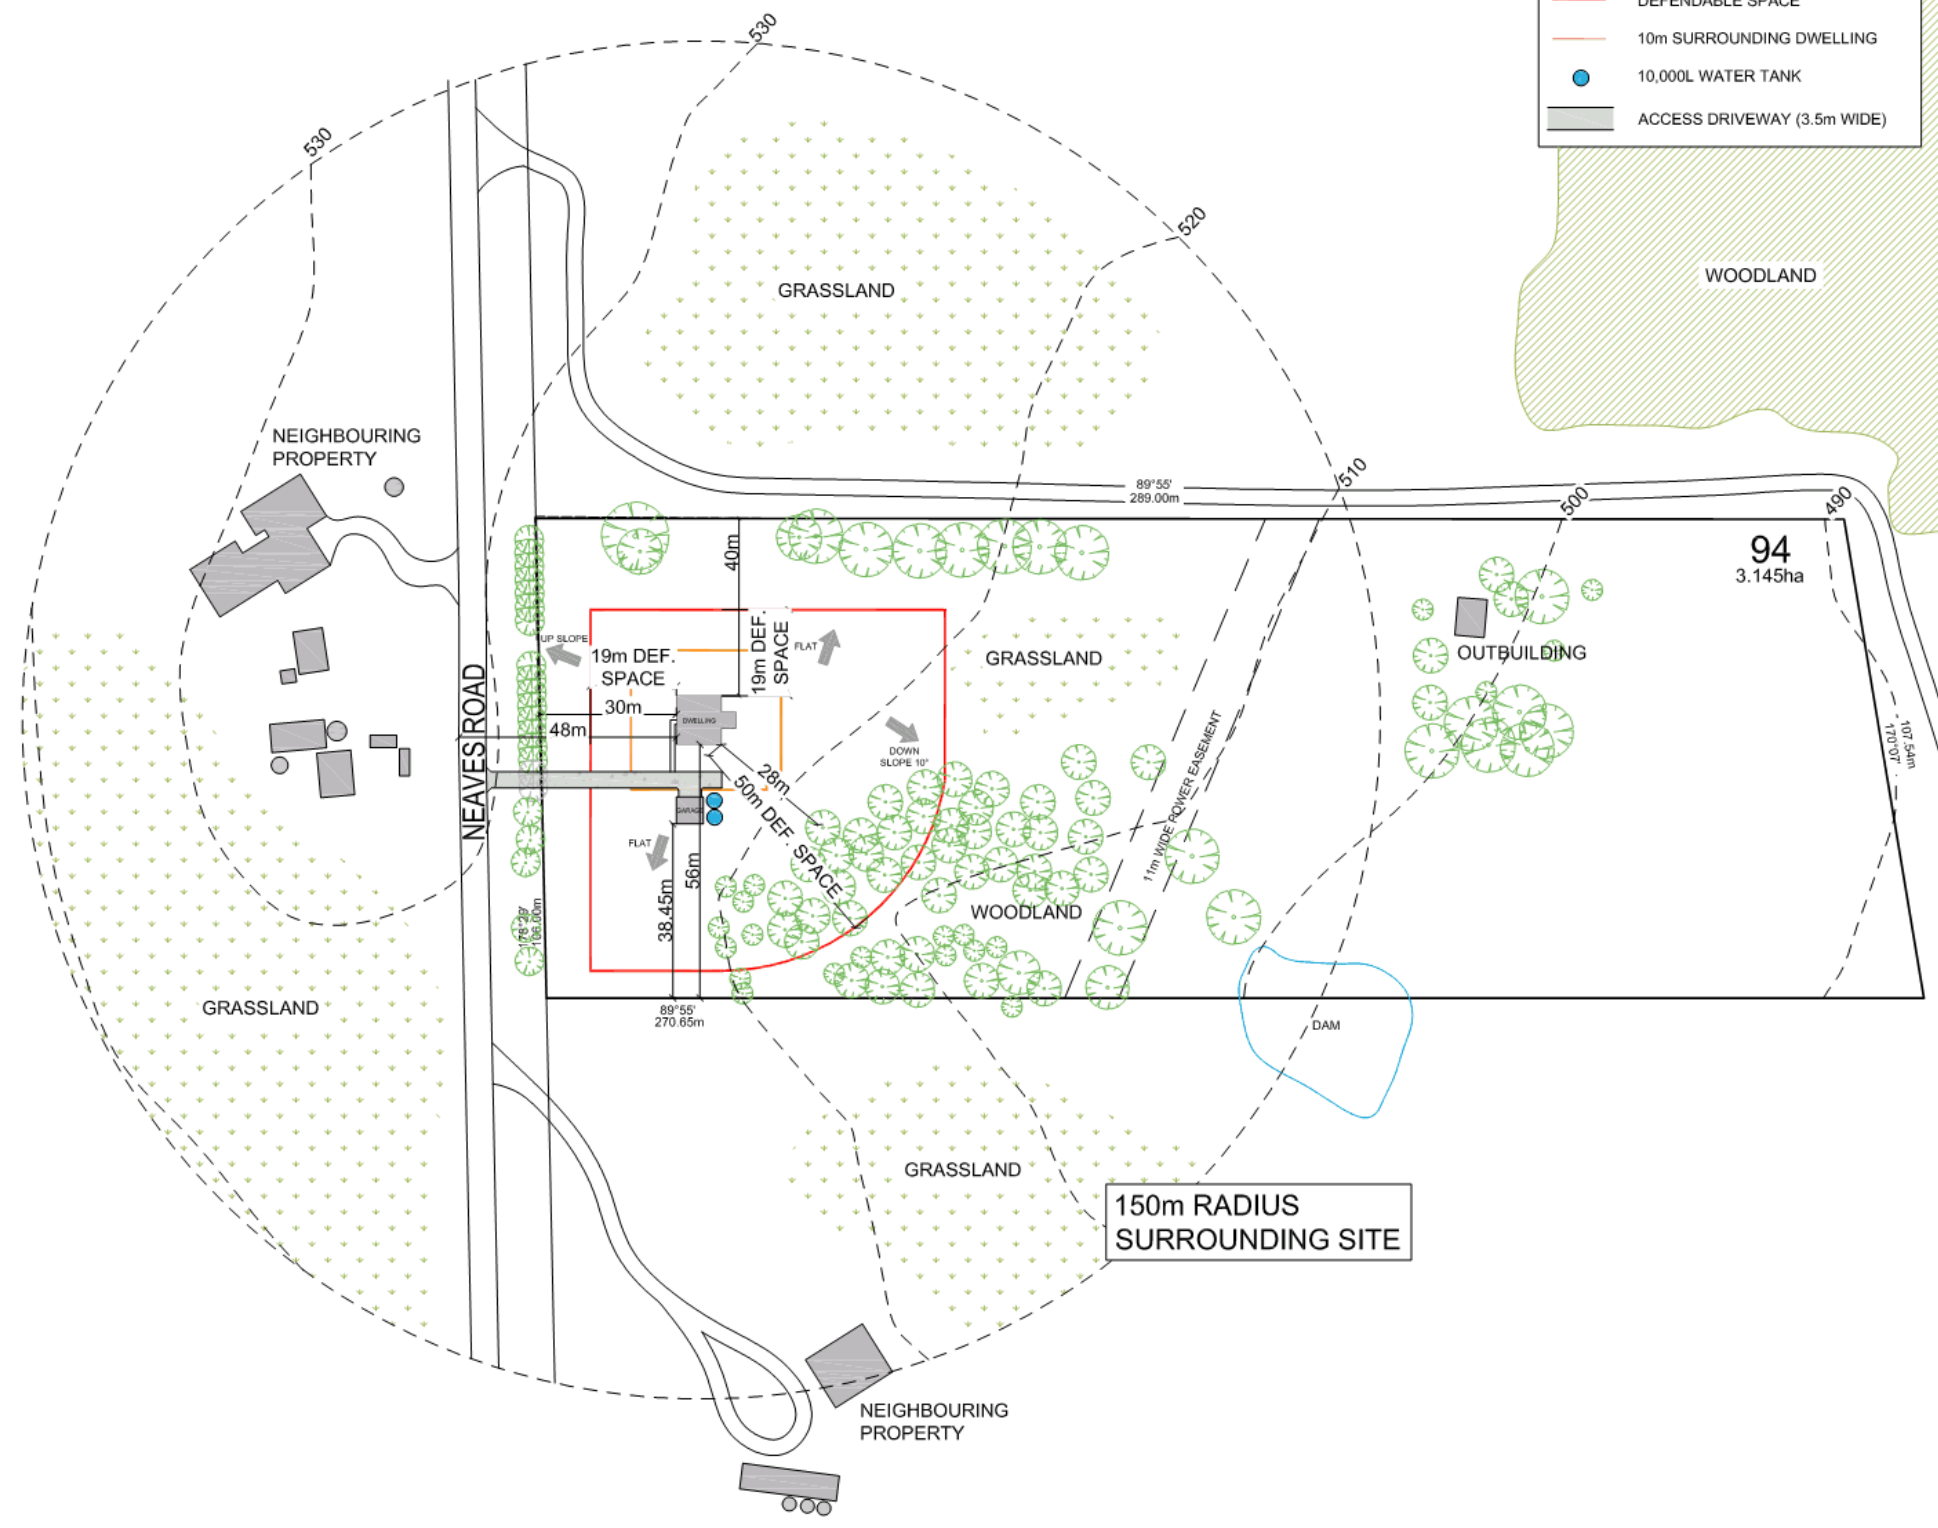 DEFENDABLE SPACE
10m SURROUNDING DWELLING
10,000L WATER TANK
ACCESS DRIVEWAY (3.5m WIDE)
530
530
520
GRASSLAND
WOODLAND
NEIGHBOURING
PROPERTY
510
500
490
89°55'
289.00m
94
3.145ha
40m
UP SLOPE
19m DEF.
SPACE
19m DEF.
SPACE
FLAT
GRASSLAND
OUTBUILDING
30m
48m
DWELLING
DOWN
SLOPE 10°
NEAVES ROAD
28m
50m DEF. SPACE
11m WIDE POWER EASEMENT
107.54m
170°07'
GARAGE
FLAT
56m
38.45m
178°29'
106.00m
WOODLAND
GRASSLAND
89°55'
270.65m
DAM
GRASSLAND
150m RADIUS
SURROUNDING SITE
NEIGHBOURING
PROPERTY